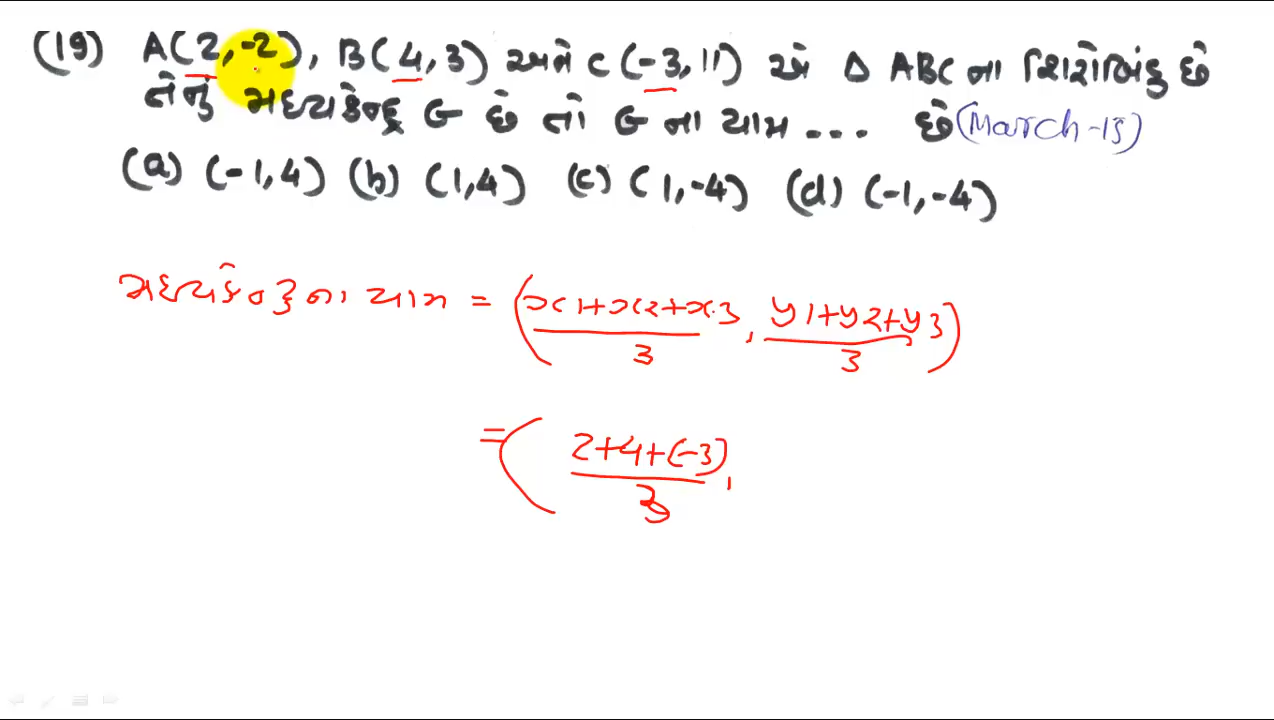 (19) A(2,-2), B(4,3) અને C(-3,11) એ Δ ABC ના શિરોબિંદુ છે
તેનું મધ્યકેન્દ્ર G છે તો G ના યામ ... છે (March-13)
(a) (-1,4) (b) (1,4) (c) (1,-4) (d) (-1,-4)
મધ્યકેન્દ્રના યામ = (x1+x2+x3/3, y1+y2+y3/3)
= (2+4+(-3)/3,